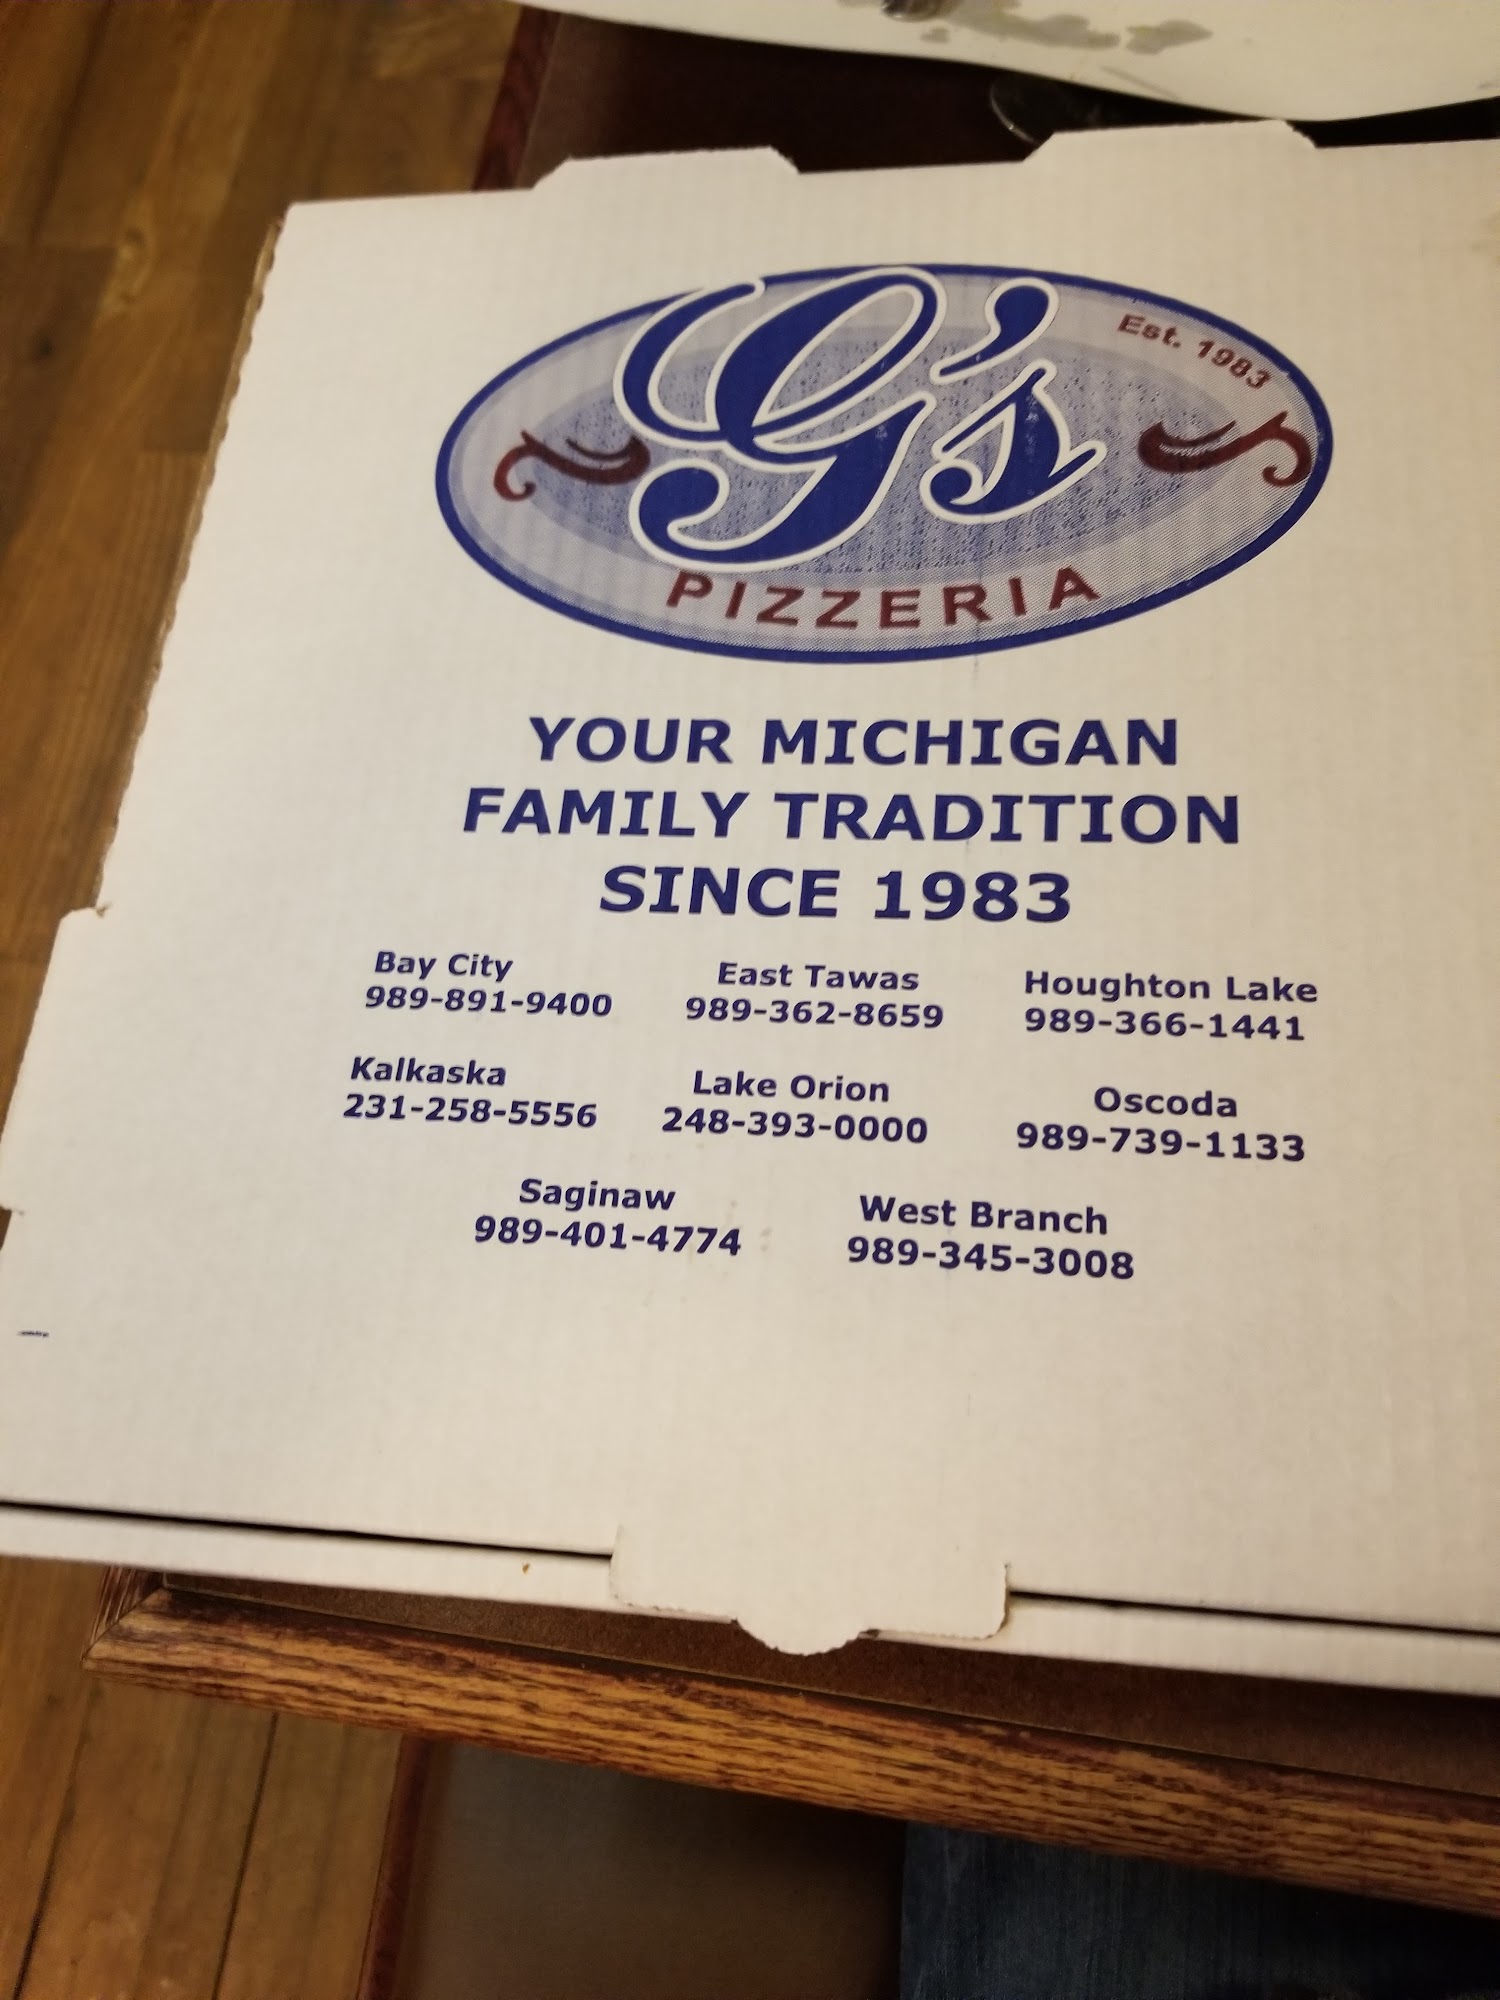 G's
Est. 1983
PIZZERIA
YOUR MICHIGAN
FAMILY TRADITION
SINCE 1983
Bay City East Tawas Houghton Lake
989-891-9400 989-362-8659 989-366-1441
Kalkaska Lake Orion Oscoda
231-258-5556 248-393-0000 989-739-1133
Saginaw West Branch
989-401-4774 989-345-3008